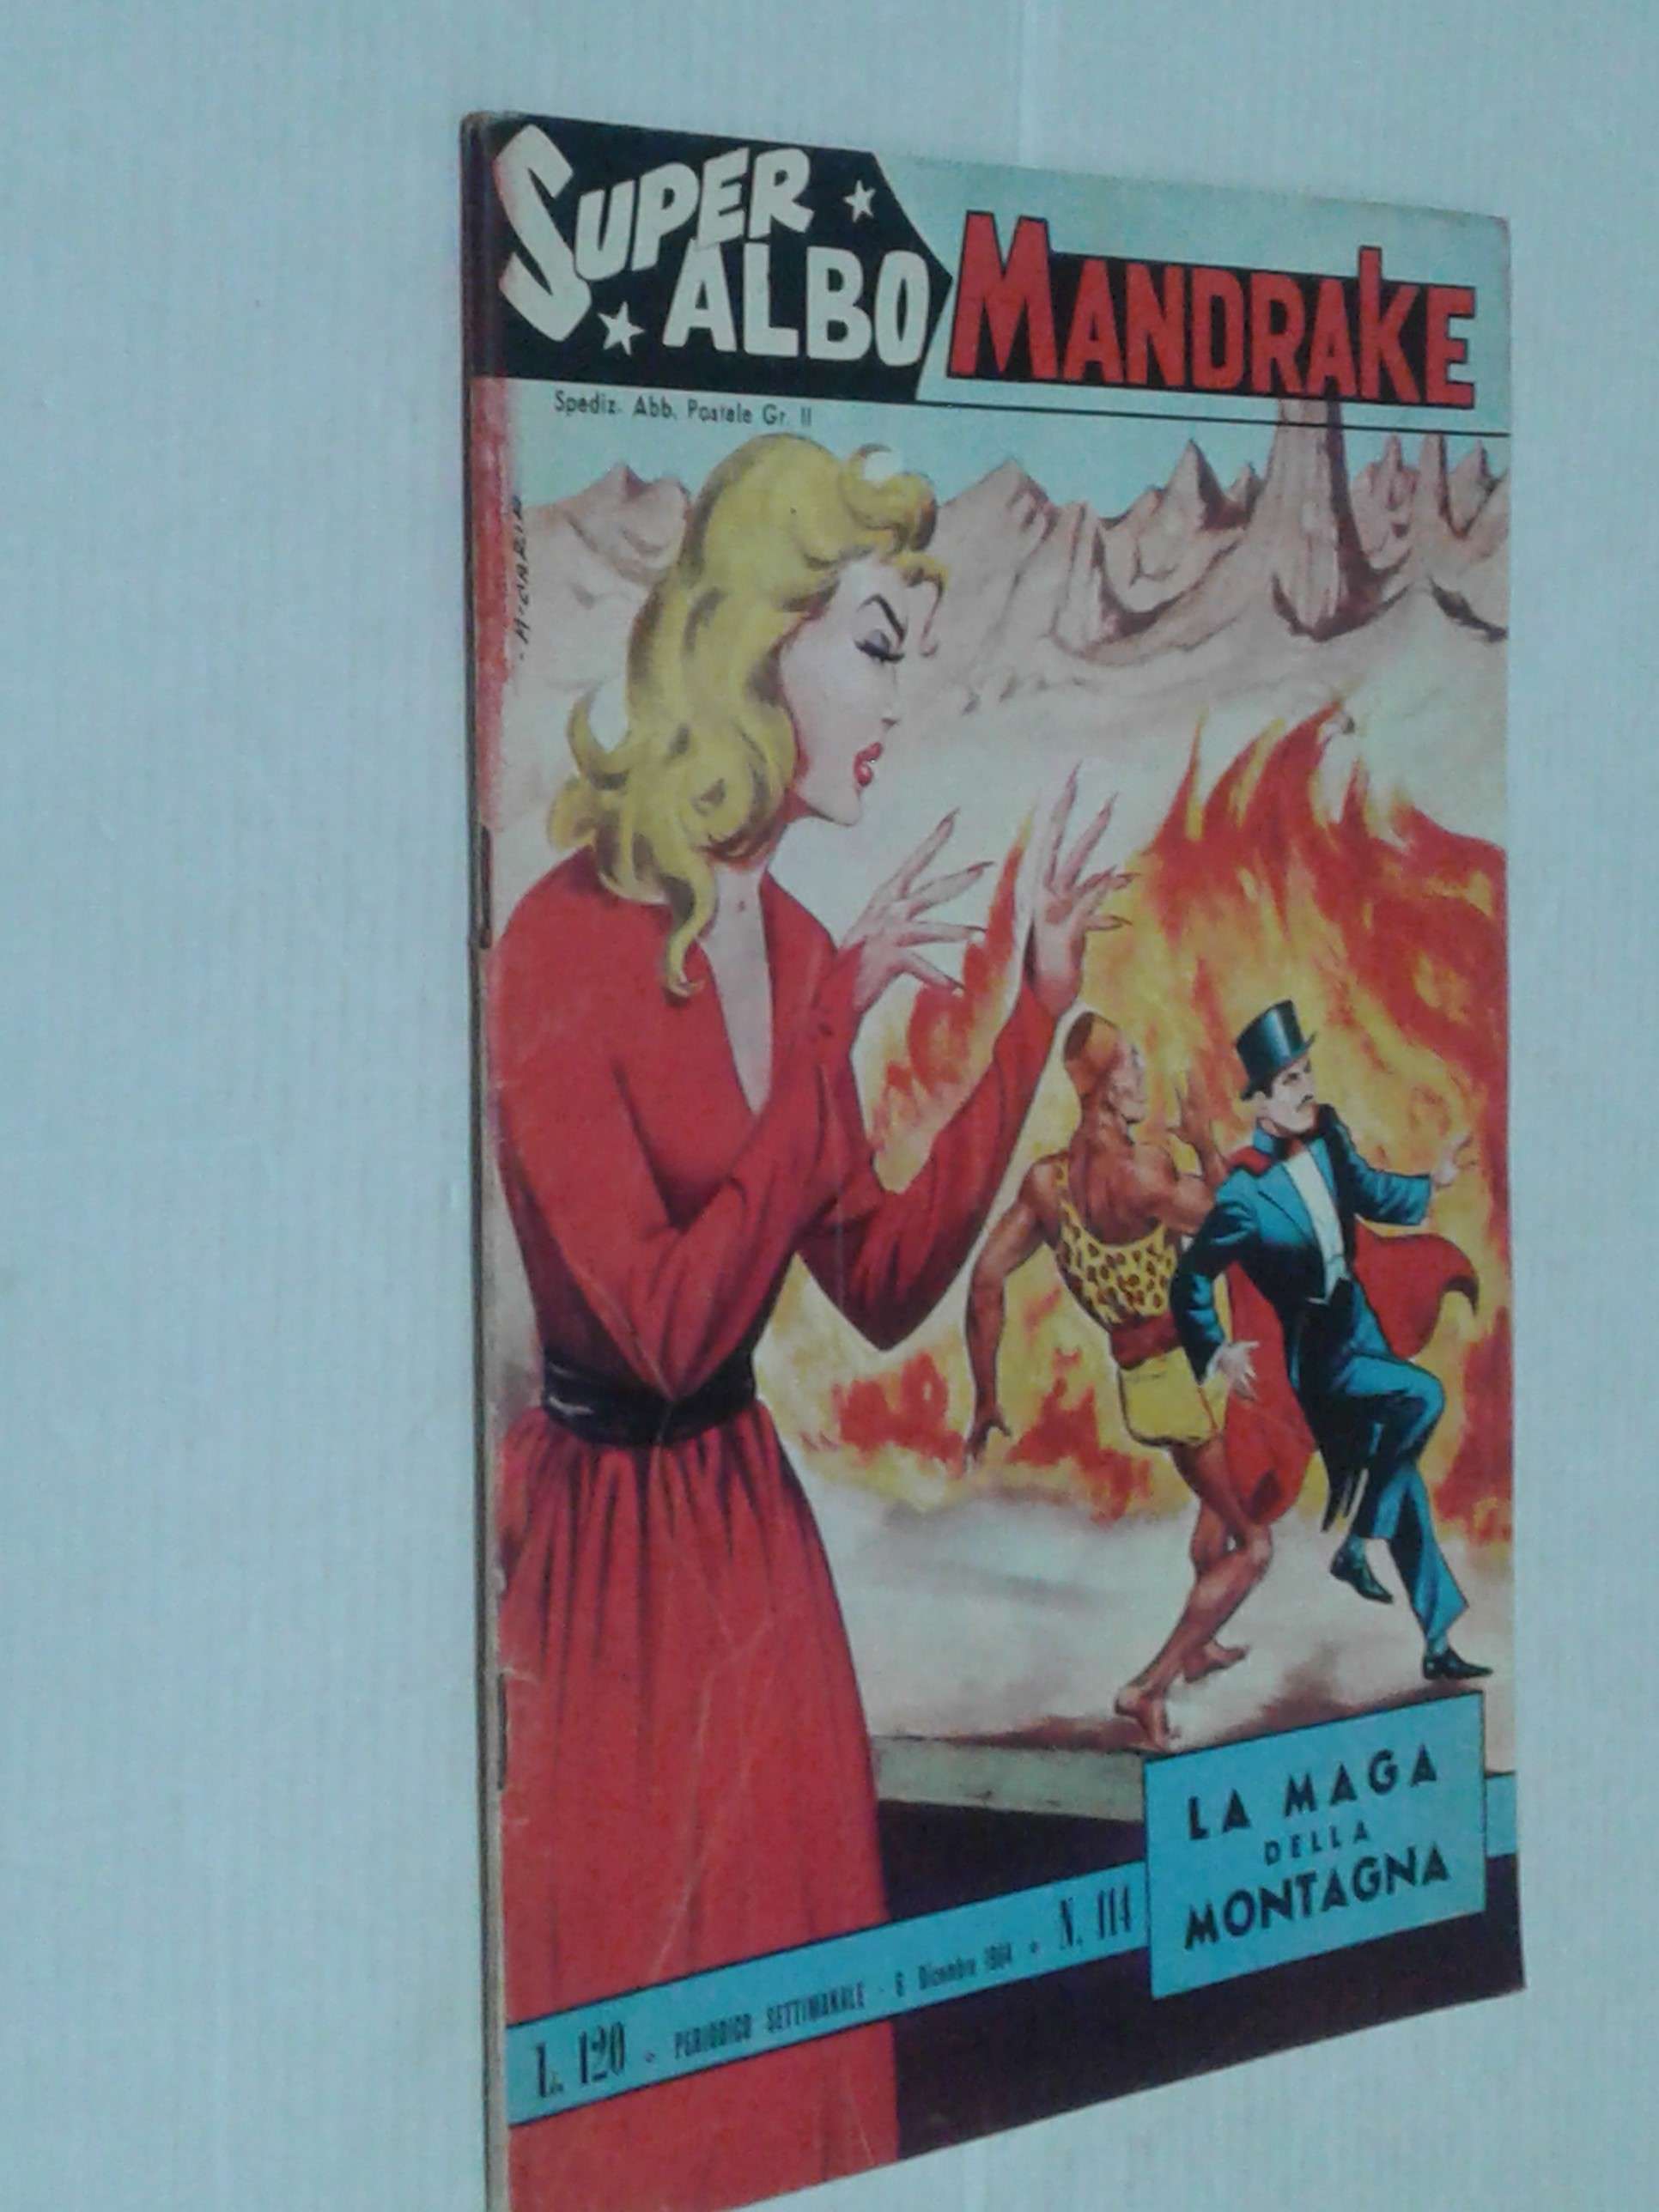 SUPER
ALBO
MANDRAKE
Spediz. Abb. Postale Gr. II
LA MAGA
DELLA
MONTAGNA
L. 120 - PERIODICO SETTIMANALE - 6 Dicembre 1964 - N. 114